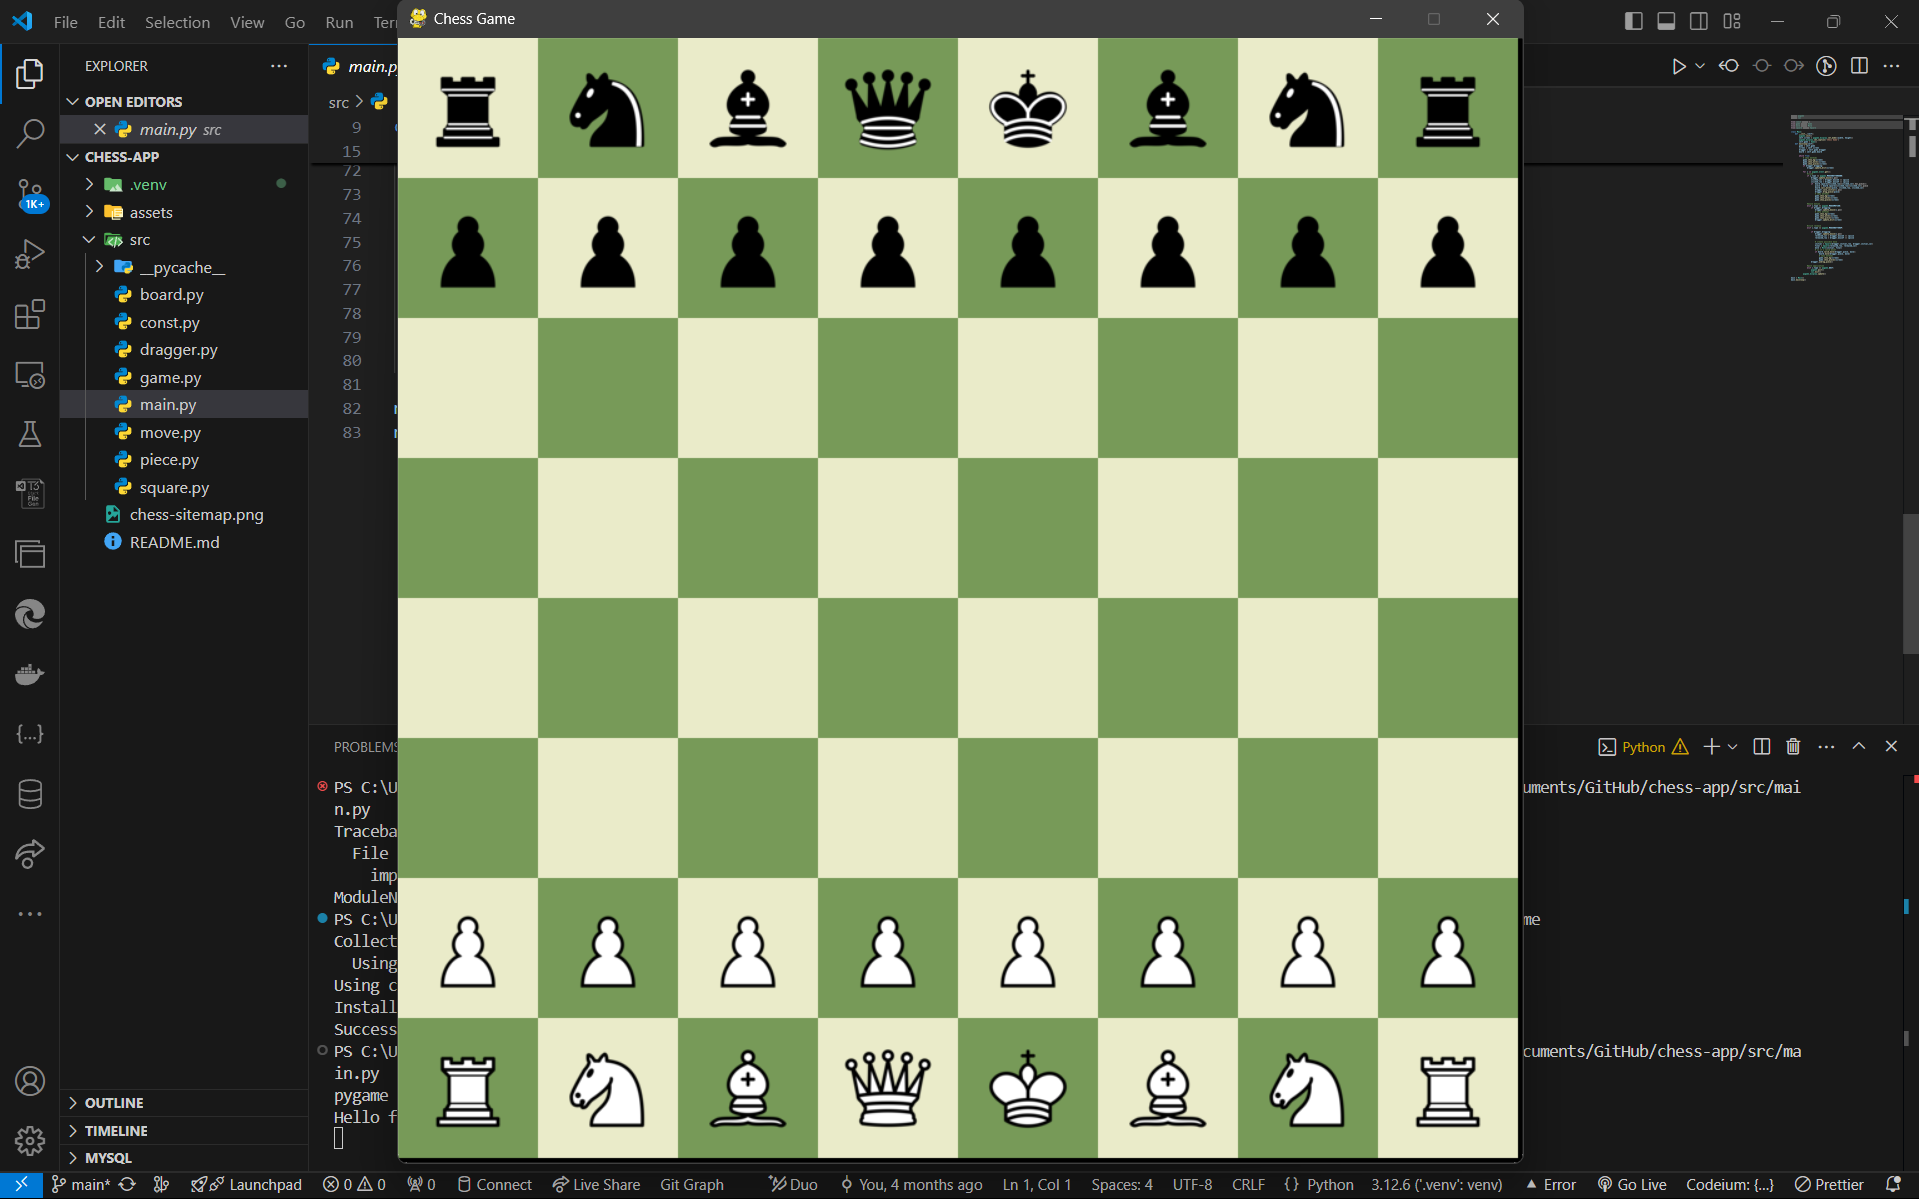 File Edit Selection View Go Run Ter
Chess Game
EXPLORER
OPEN EDITORS
main.py src
CHESS-APP
.venv
assets
src
__pycache__
board.py
const.py
dragger.py
game.py
main.py
move.py
piece.py
square.py
chess-sitemap.png
README.md
OUTLINE
TIMELINE
MYSQL
1K+
main.p
src
9
15
72
73
74
75
76
77
78
79
80
81
82
83
PROBLEMS
Python
PS C:\U
uments/GitHub/chess-app/src/mai
n.py
Traceba
File
imp
ModuleN
PS C:\U
me
Collect
Using
Using c
Install
Success
PS C:\U
cuments/GitHub/chess-app/src/ma
in.py
pygame
Hello f
main* Launchpad 0 0 0 Connect Live Share Git Graph Duo You, 4 months ago Ln 1, Col 1 Spaces: 4 UTF-8 CRLF {} Python 3.12.6 ('.venv': venv) Error Go Live Codeium: {...} Prettier